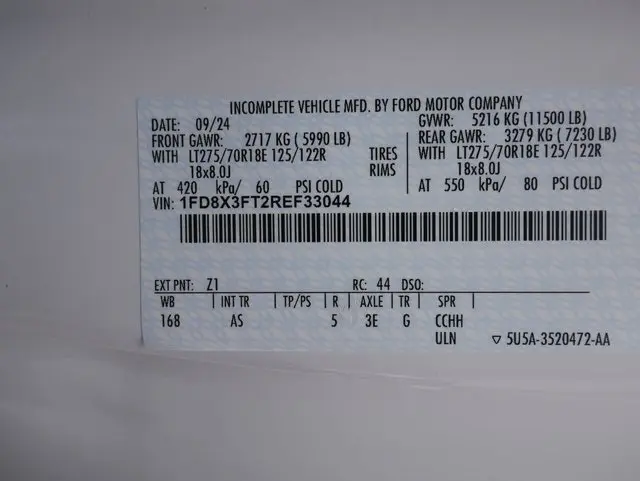 INCOMPLETE VEHICLE MFD. BY FORD MOTOR COMPANY
DATE: 09/24 GVWR: 5216 KG (11500 LB)
FRONT GAWR: 2717 KG ( 5990 LB) REAR GAWR: 3279 KG ( 7230 LB)
WITH LT275/70R18E 125/122R TIRES WITH LT275/70R18E 125/122R
18x8.0J RIMS 18x8.0J
AT 420 kPa/ 60 PSI COLD AT 550 kPa/ 80 PSI COLD
VIN: 1FD8X3FT2REF33044
EXT PNT: Z1 RC: 44 DSO:
WB INT TR TP/PS R AXLE TR SPR
168 AS 5 3E G CCHH
ULN ▽ 5U5A-3520472-AA